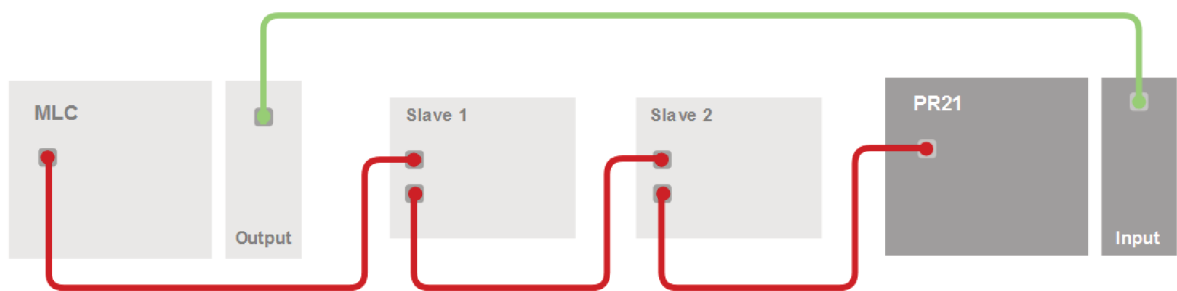 MLC
Output
Slave 1
Slave 2
PR21
Input